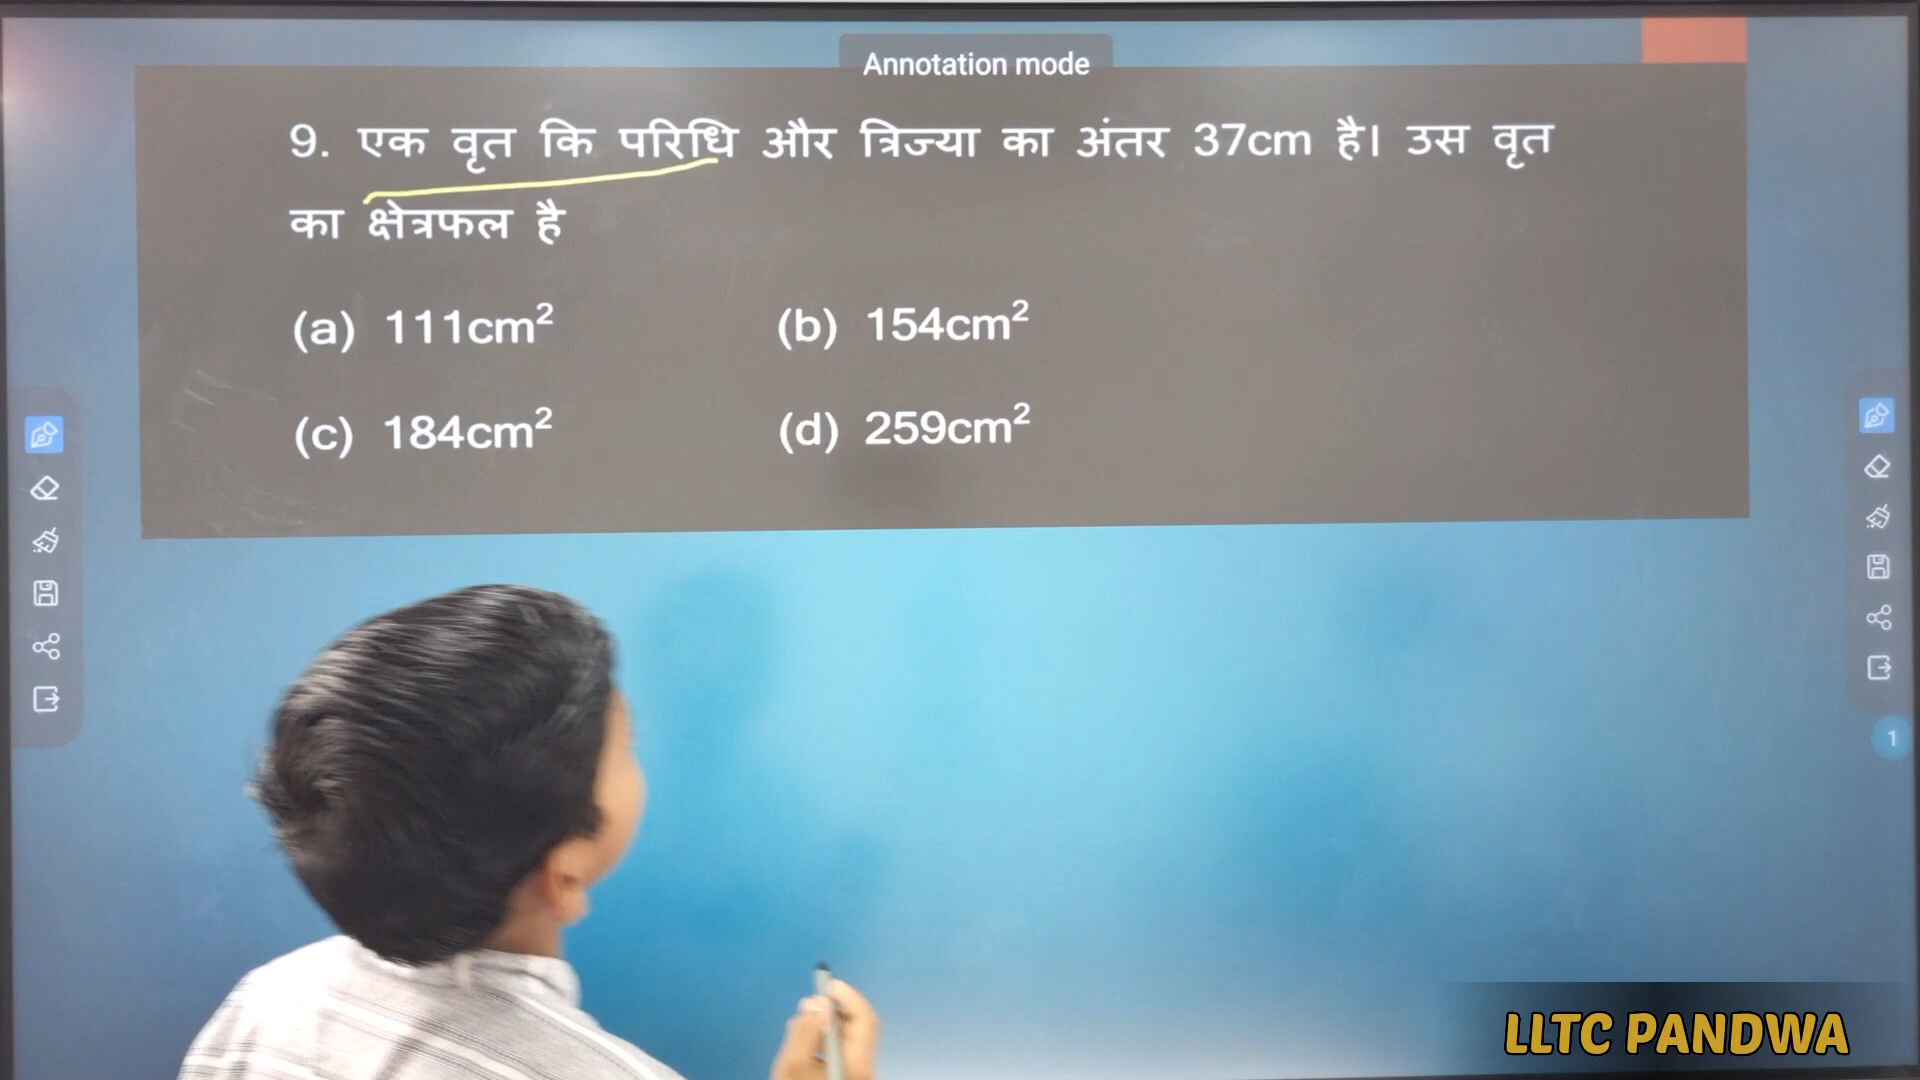 Annotation mode
9. एक वृत कि परिधि और त्रिज्या का अंतर 37cm है। उस वृत
का क्षेत्रफल है
(a) 111cm² (b) 154cm²
(c) 184cm² (d) 259cm²
1
LLTC PANDWA